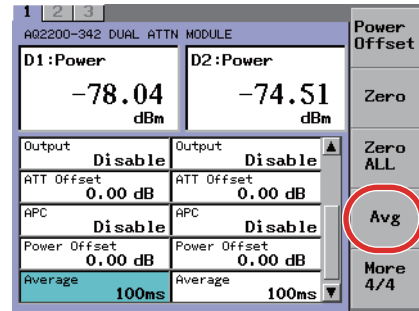 1 2 3
AQ2200-342 DUAL ATTN MODULE
D1:Power D2:Power
-78.04 -74.51
dBm dBm
Output Output
Disable Disable
ATT Offset ATT Offset
0.00 dB 0.00 dB
APC APC
Disable Disable
Power Offset Power Offset
0.00 dB 0.00 dB
Average Average
100ms 100ms
Power
Offset
Zero
Zero
ALL
Avg
More
4/4